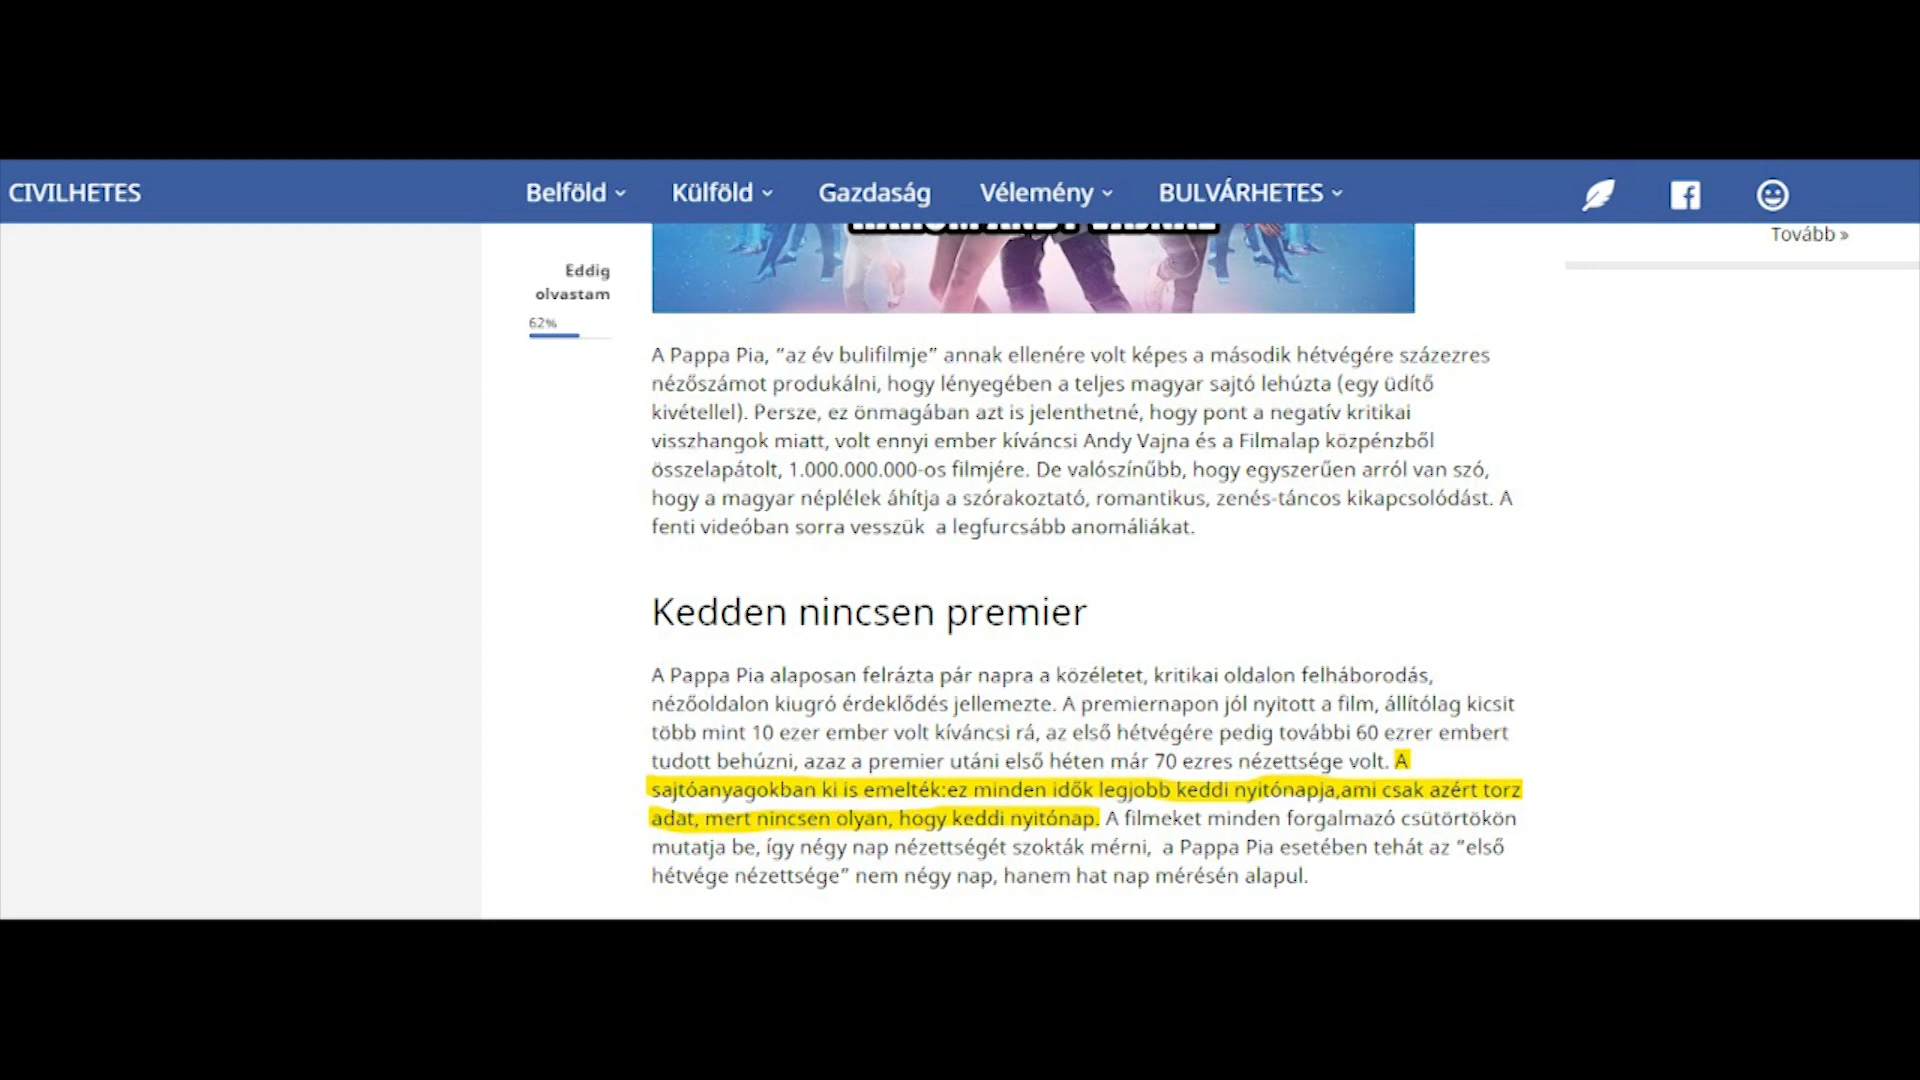 CIVILHETES
Belföld
Külföld
Gazdaság
Vélemény
BULVÁRHETES
Tovább »
Eddig
olvastam
62%
A Pappa Pia, "az év bulifilmje" annak ellenére volt képes a második hétvégére százezres
nézőszámot produkálni, hogy lényegében a teljes magyar sajtó lehúzta (egy üdítő
kivétellel). Persze, ez önmagában azt is jelenthetné, hogy pont a negatív kritikai
visszhangok miatt, volt ennyi ember kíváncsi Andy Vajna és a Filmalap közpénzből
összelapátolt, 1.000.000.000-os filmjére. De valószínűbb, hogy egyszerűen arról van szó,
hogy a magyar néplélek áhítja a szórakoztató, romantikus, zenés-táncos kikapcsolódást. A
fenti videóban sorra vesszük a legfurcsább anomáliákat.
Kedden nincsen premier
A Pappa Pia alaposan felrázta pár napra a közéletet, kritikai oldalon felháborodás,
nézőoldalon kiugró érdeklődés jellemezte. A premiernapon jól nyitott a film, állítólag kicsit
több mint 10 ezer ember volt kíváncsi rá, az első hétvégére pedig további 60 ezrer embert
tudott behúzni, azaz a premier utáni első héten már 70 ezres nézettsége volt. A
sajtóanyagokban ki is emelték:ez minden idők legjobb keddi nyitónapja,ami csak azért torz
adat, mert nincsen olyan, hogy keddi nyitónap. A filmeket minden forgalmazó csütörtökön
mutatja be, így négy nap nézettségét szokták mérni, a Pappa Pia esetében tehát az "első
hétvége nézettsége" nem négy nap, hanem hat nap mérésén alapul.